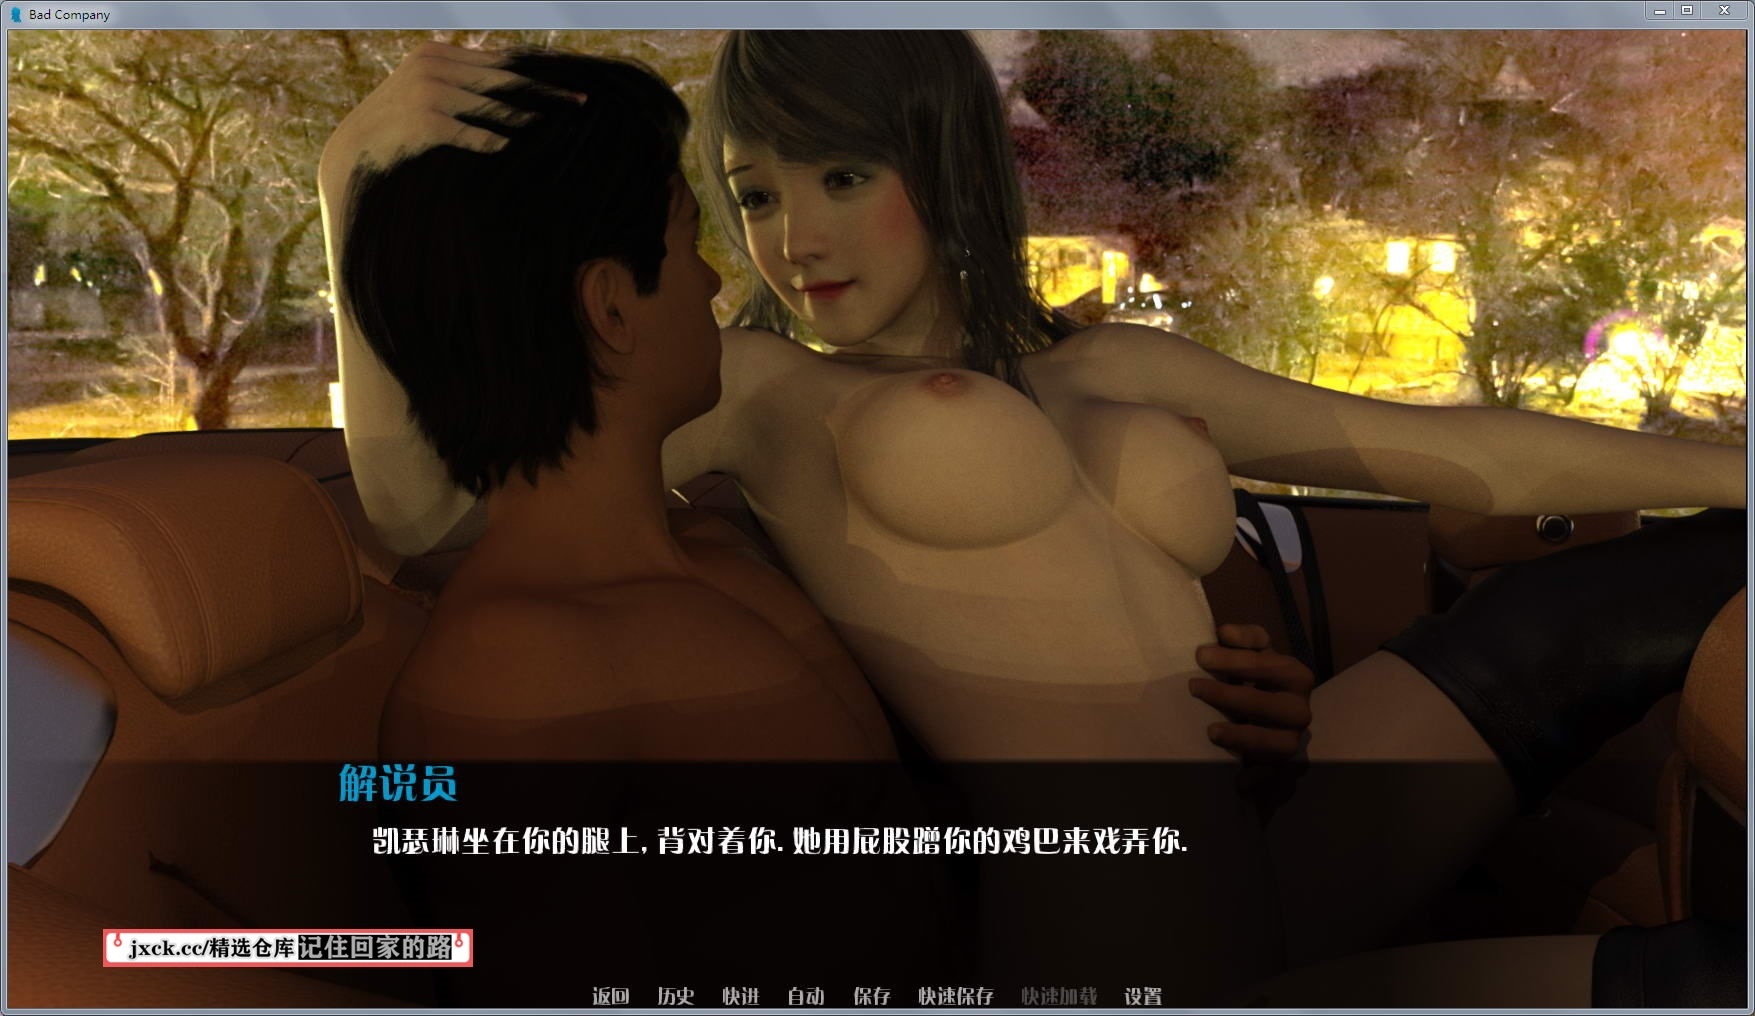 Bad Company
解说员
凯瑟琳坐在你的腿上, 背对着你. 她用屁股蹭你的鸡巴来戏弄你.
jxck.cc/精选仓库 记住回家的路
返回 历史 快进 自动 保存 快速保存 快速加载 设置